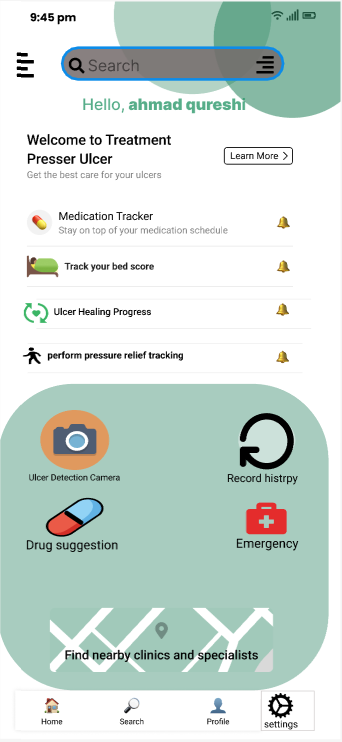 9:45 pm
Search
Hello, ahmad qureshi
Welcome to Treatment
Presser Ulcer
Learn More >
Get the best care for your ulcers
Medication Tracker
Stay on top of your medication schedule
Track your bed score
Ulcer Healing Progress
perform pressure relief tracking
Ulcer Detection Camera
Record histrpy
Drug suggestion
Emergency
Find nearby clinics and specialists
Home
Search
Profile
settings